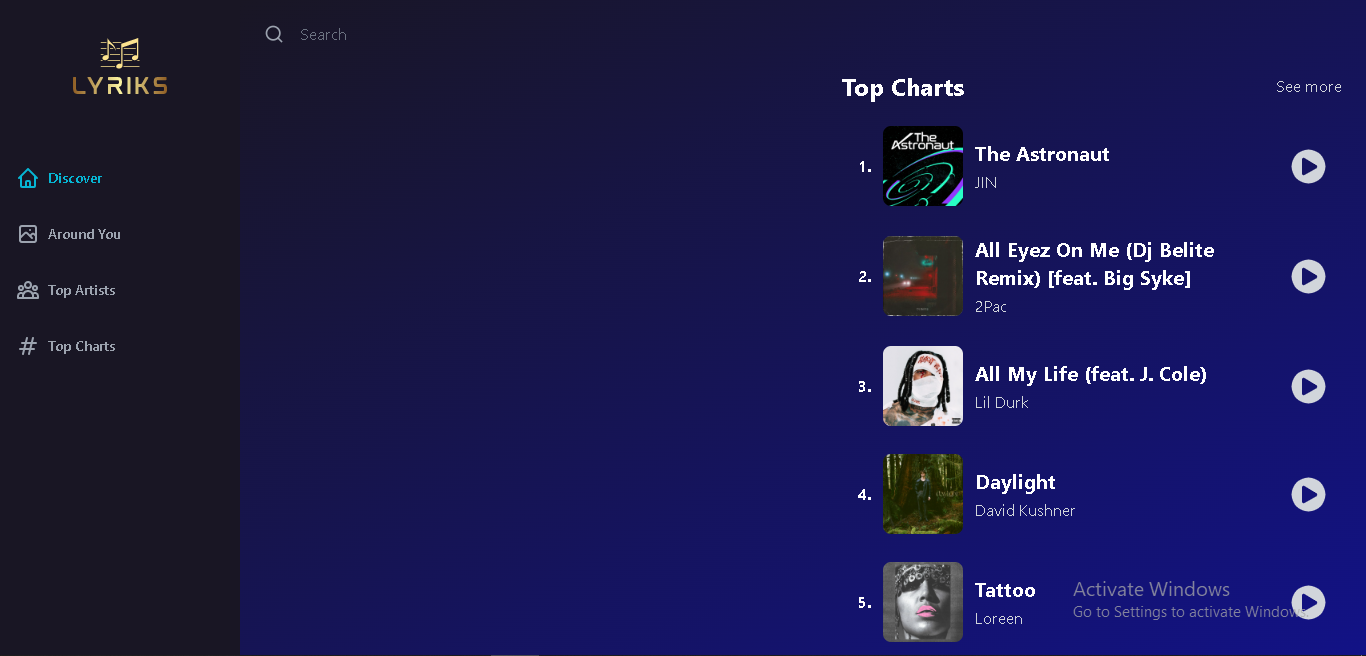 LYRIKS
Discover
Around You
Top Artists
Top Charts
Search
Top Charts
See more
1.
The Astronaut
The Astronaut
JIN
2.
All Eyez On Me (Dj Belite
Remix) [feat. Big Syke]
2Pac
3.
All My Life (feat. J. Cole)
Lil Durk
4.
Daylight
David Kushner
5.
Tattoo
Loreen
Activate Windows
Go to Settings to activate Windows.